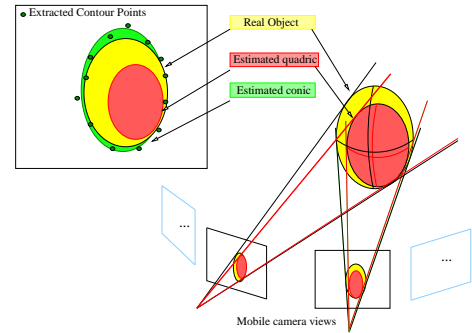 Extracted Contour Points
Real Object
Estimated quadric
Estimated conic
...
...
Mobile camera views